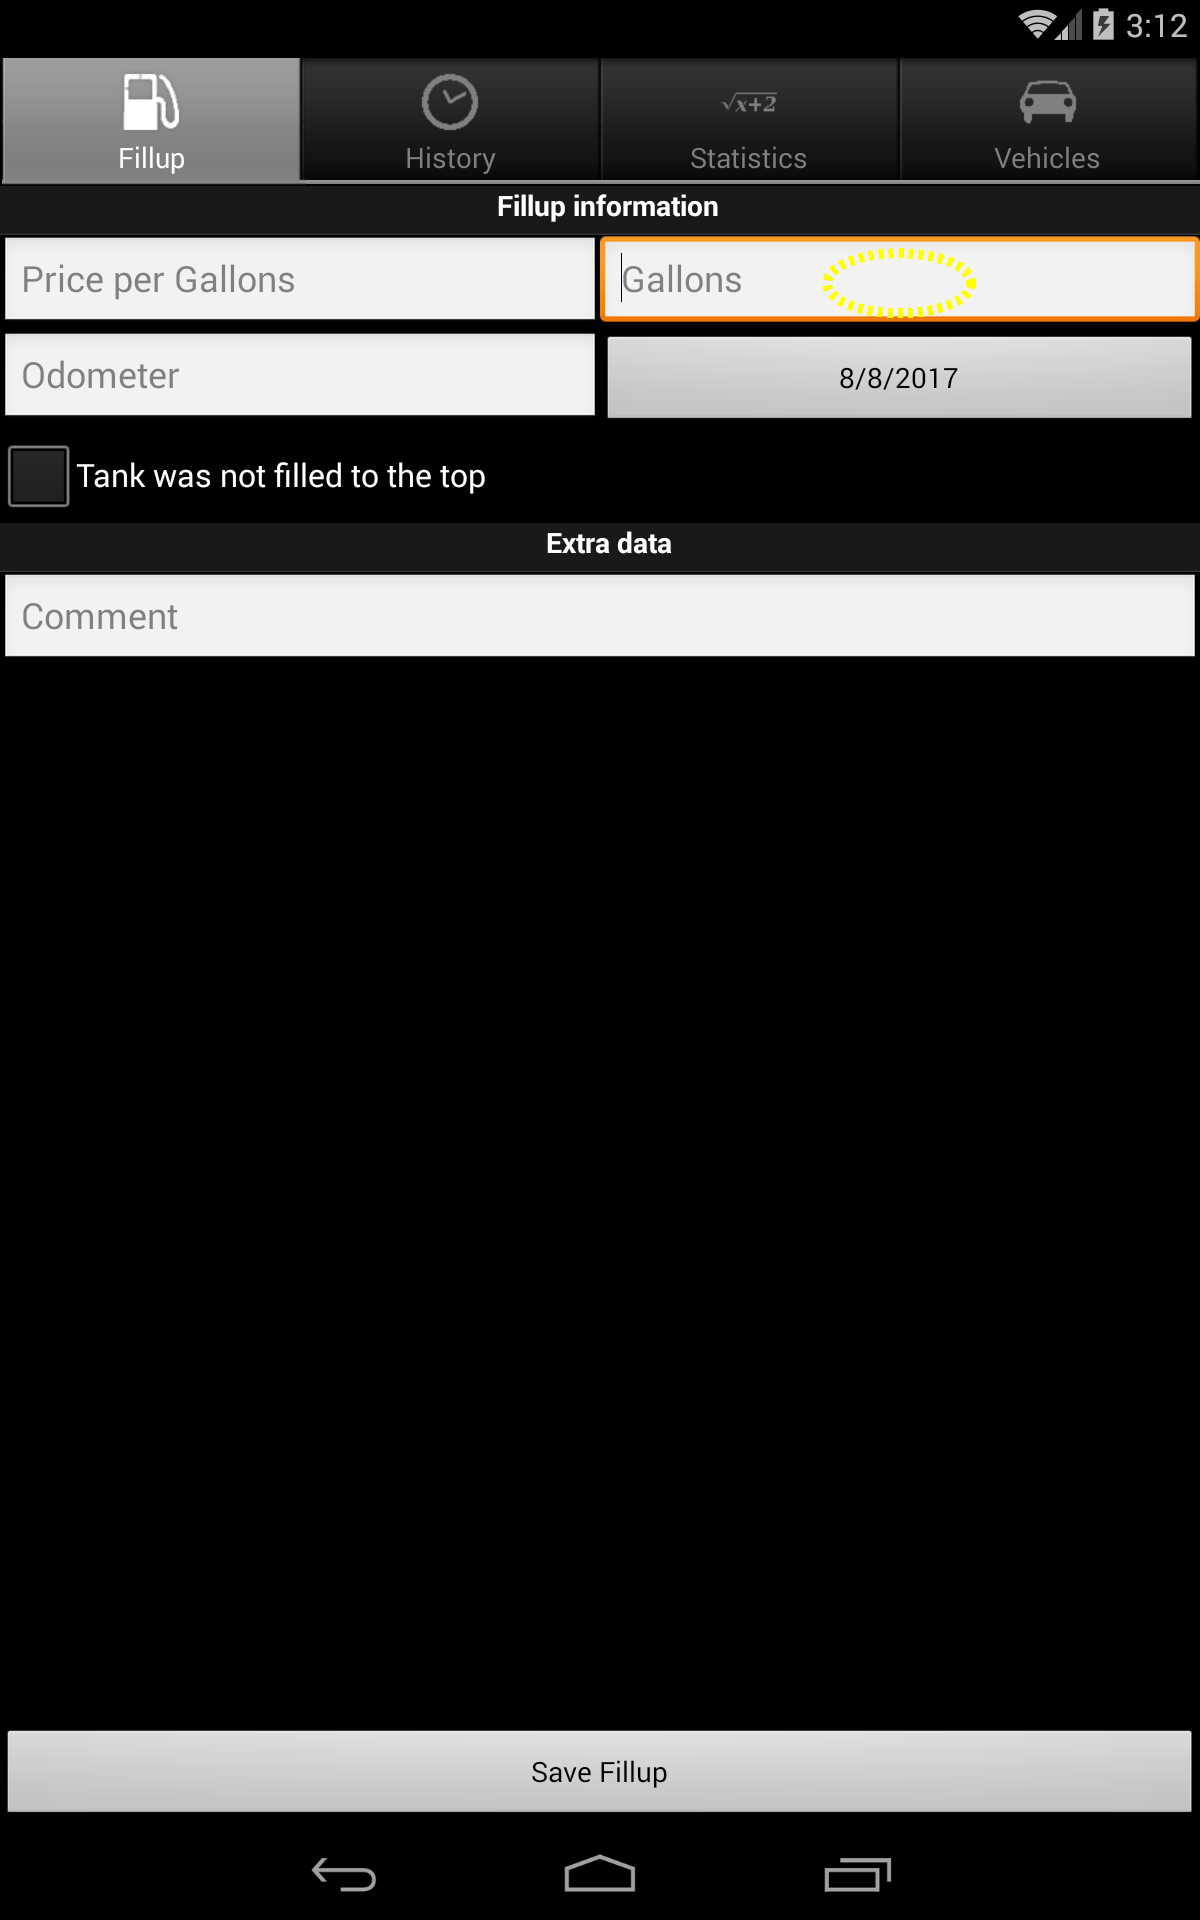 3:12
Fillup
History
√x+2
Statistics
Vehicles
Fillup information
Price per Gallons
Gallons
Odometer
8/8/2017
Tank was not filled to the top
Extra data
Comment
Save Fillup